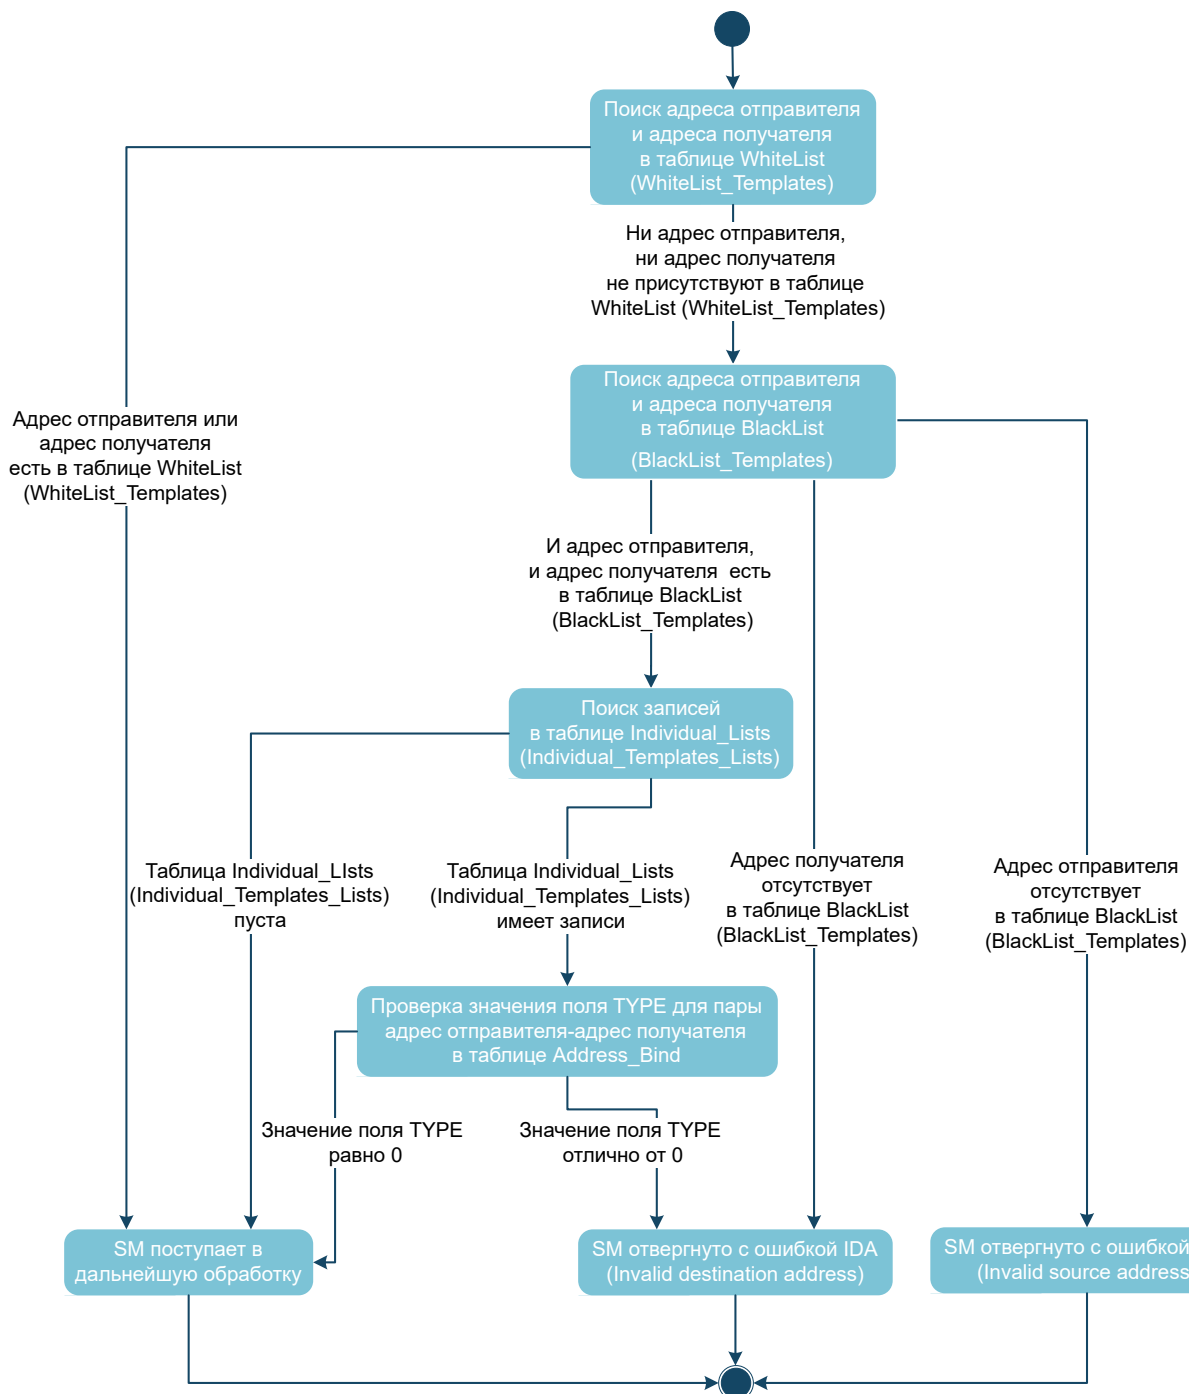 Поиск адреса отправителя
и адреса получателя
в таблице WhiteList
(WhiteList_Templates)
Ни адрес отправителя,
ни адрес получателя
не присутствуют в таблице
WhiteList (WhiteList_Templates)
Поиск адреса отправителя
и адреса получателя
в таблице BlackList
(BlackList_Templates)
Адрес отправителя или
адрес получателя
есть в таблице WhiteList
(WhiteList_Templates)
И адрес отправителя,
и адрес получателя  есть
в таблице BlackList
(BlackList_Templates)
Поиск записей
в таблице Individual_Lists
(Individual_Templates_Lists)
Таблица Individual_LIsts
(Individual_Templates_Lists)
пуста
Таблица Individual_Lists
(Individual_Templates_Lists)
имеет записи
Адрес получателя
отсутствует
в таблице BlackList
(BlackList_Templates)
Адрес отправителя
отсутствует
в таблице BlackList
(BlackList_Templates)
Проверка значения поля TYPE для пары
адрес отправителя-адрес получателя
в таблице Address_Bind
Значение поля TYPE
равно 0
Значение поля TYPE
отлично от 0
SM поступает в
дальнейшую обработку
SM отвергнуто с ошибкой IDA
(Invalid destination address)
SM отвергнуто с ошибкой
(Invalid source address